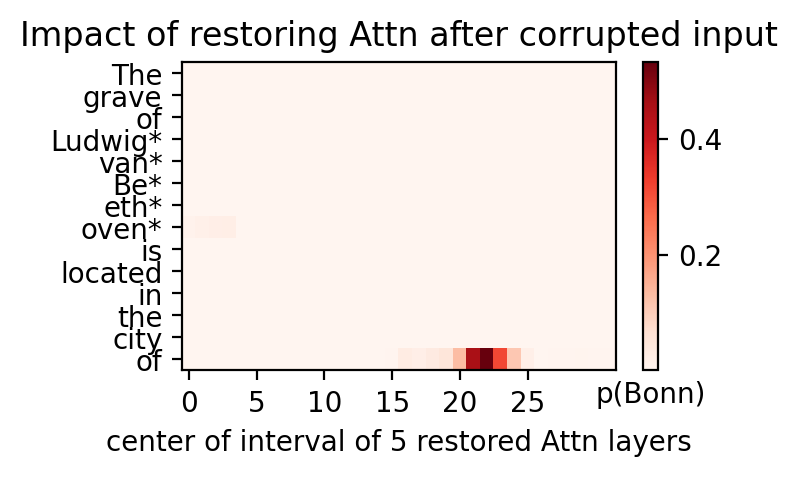 Impact of restoring Attn after corrupted input
The
grave
of
Ludwig*
van*
Be*
eth*
oven*
is
located
in
the
city
of
0.4
0.2
0 5 10 15 20 25
p(Bonn)
center of interval of 5 restored Attn layers